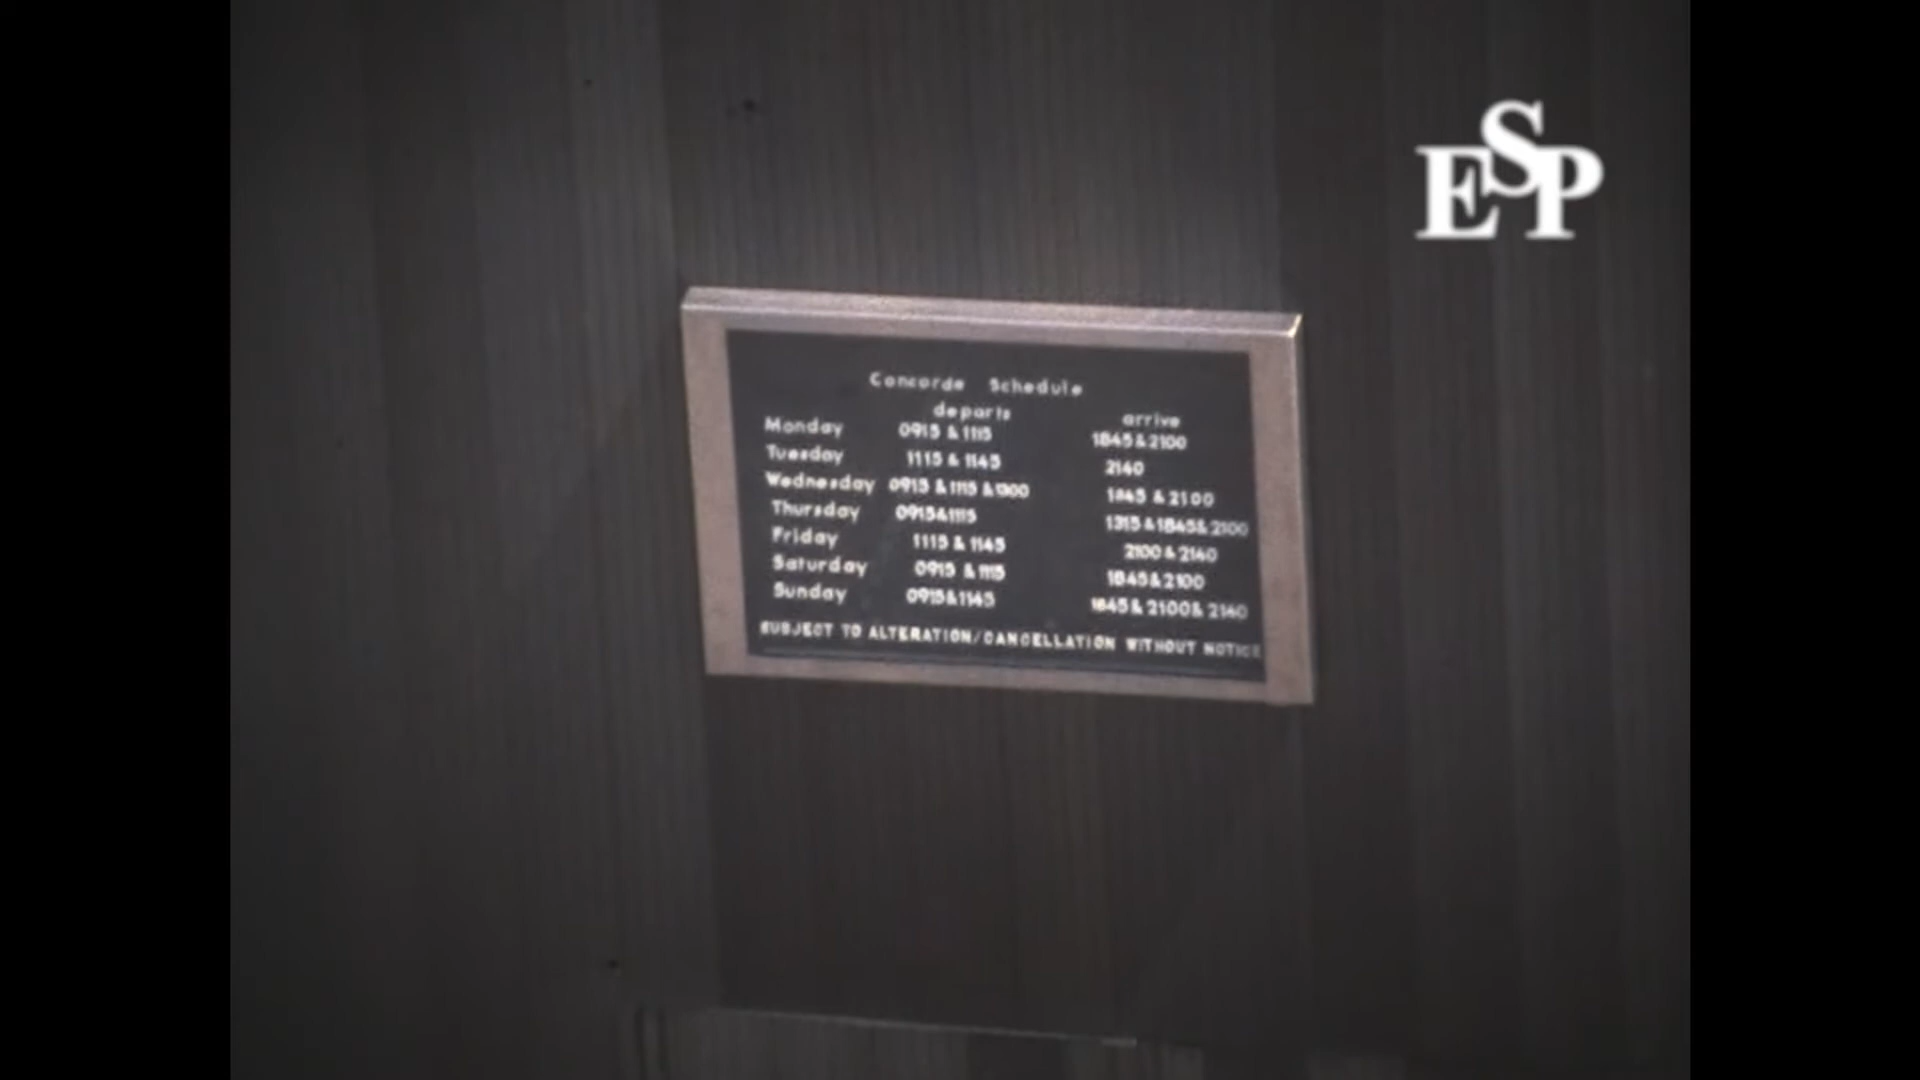 ESP
Concorde Schedule
departs arrive
Monday 0915 & 1115 1845 & 2100
Tuesday 1115 & 1145 2140
Wednesday 0915 & 1115 & 1300 1845 & 2100
Thursday 0915 & 1115 1315 & 1845 & 2100
Friday 1115 & 1145 2100 & 2140
Saturday 0915 & 1115 1845 & 2100
Sunday 0915 & 1145 1845 & 2100 & 2140
SUBJECT TO ALTERATION/CANCELLATION WITHOUT NOTICE